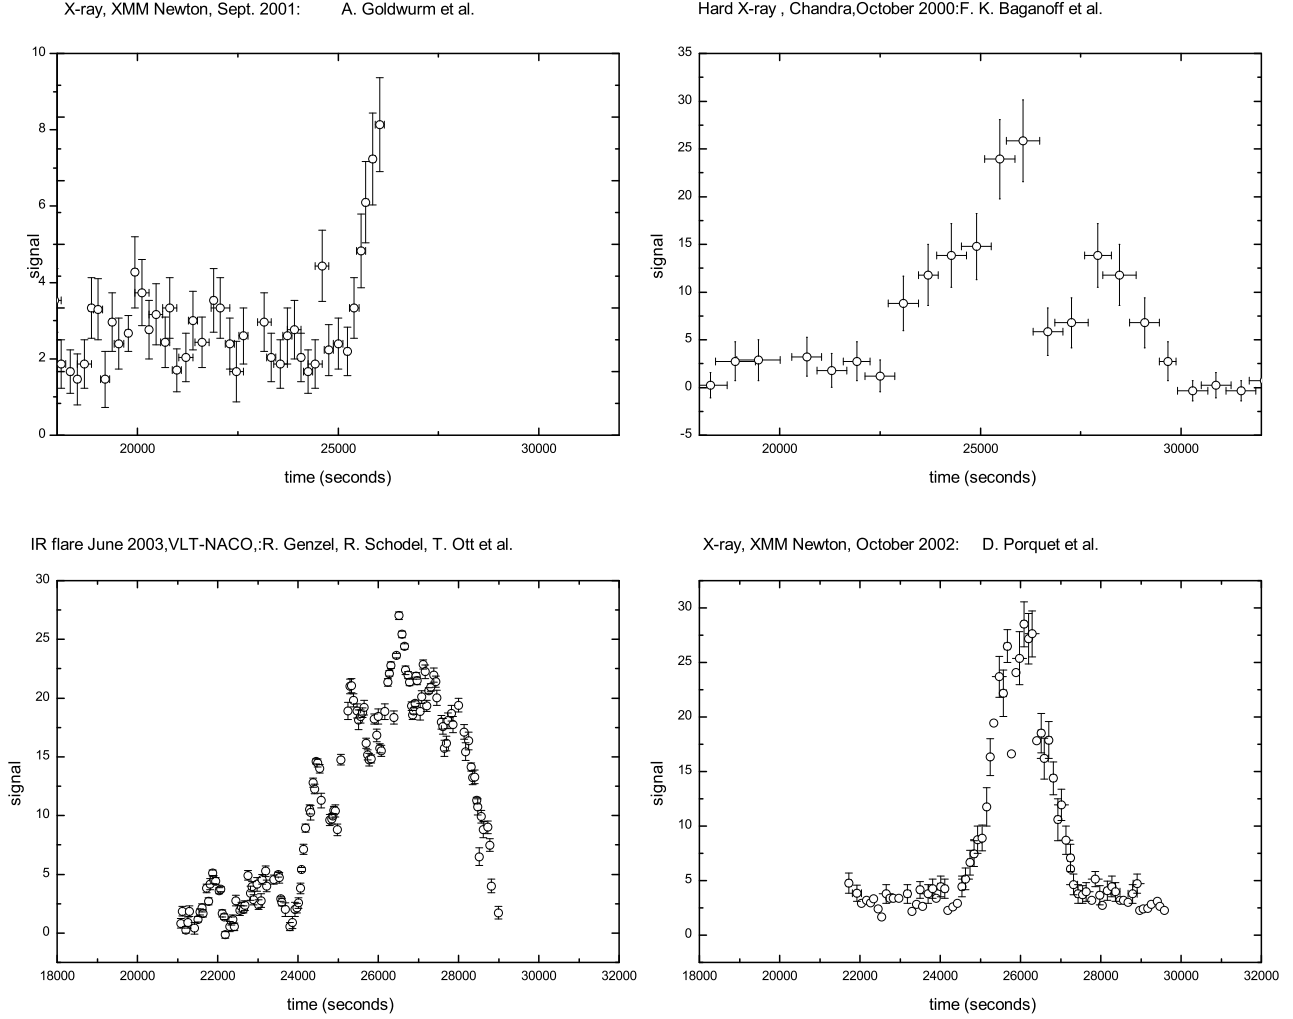 X-ray, XMM Newton, Sept. 2001: A. Goldwurm et al.
10
8
6
4
2
0
signal
20000 25000 30000
time (seconds)
Hard X-ray , Chandra,October 2000:F. K. Baganoff et al.
35
30
25
20
15
10
5
0
-5
signal
20000 25000 30000
time (seconds)
IR flare June 2003,VLT-NACO,:R. Genzel, R. Schodel, T. Ott et al.
30
25
20
15
10
5
0
signal
18000 20000 22000 24000 26000 28000 30000 32000
time (seconds)
X-ray, XMM Newton, October 2002: D. Porquet et al.
30
25
20
15
10
5
0
signal
18000 20000 22000 24000 26000 28000 30000 32000
time (seconds)